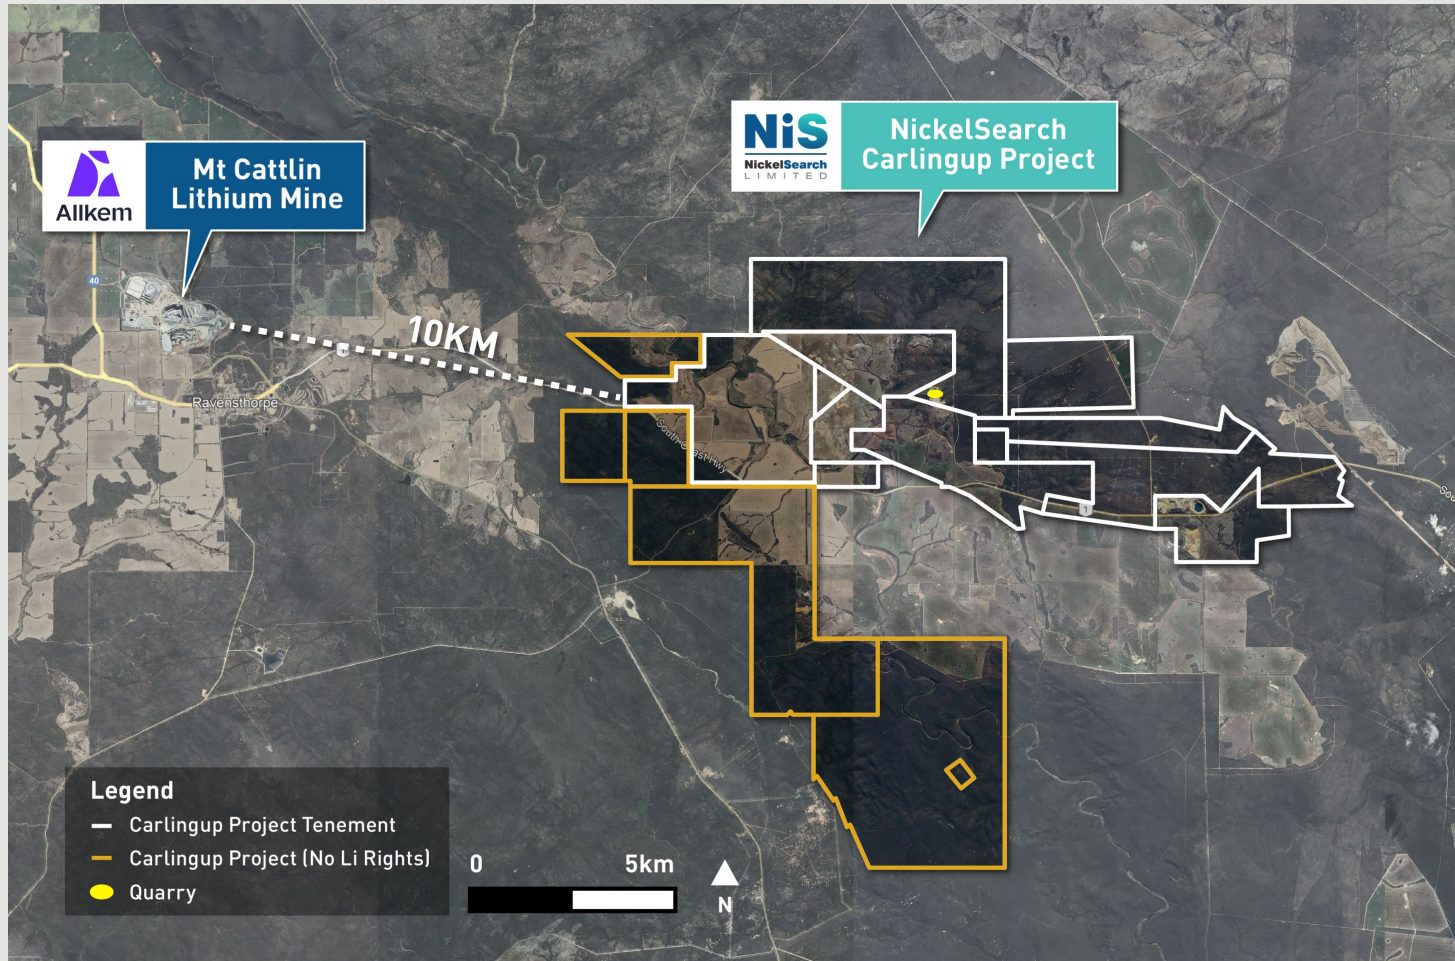 Allkem
Mt Cattlin
Lithium Mine
NiS
NickelSearch
LIMITED
NickelSearch
Carlingup Project
40
10KM
1
Ravensthorpe
South Coast Hwy
1
Legend
Carlingup Project Tenement
Carlingup Project (No Li Rights)
Quarry
0
5km
N